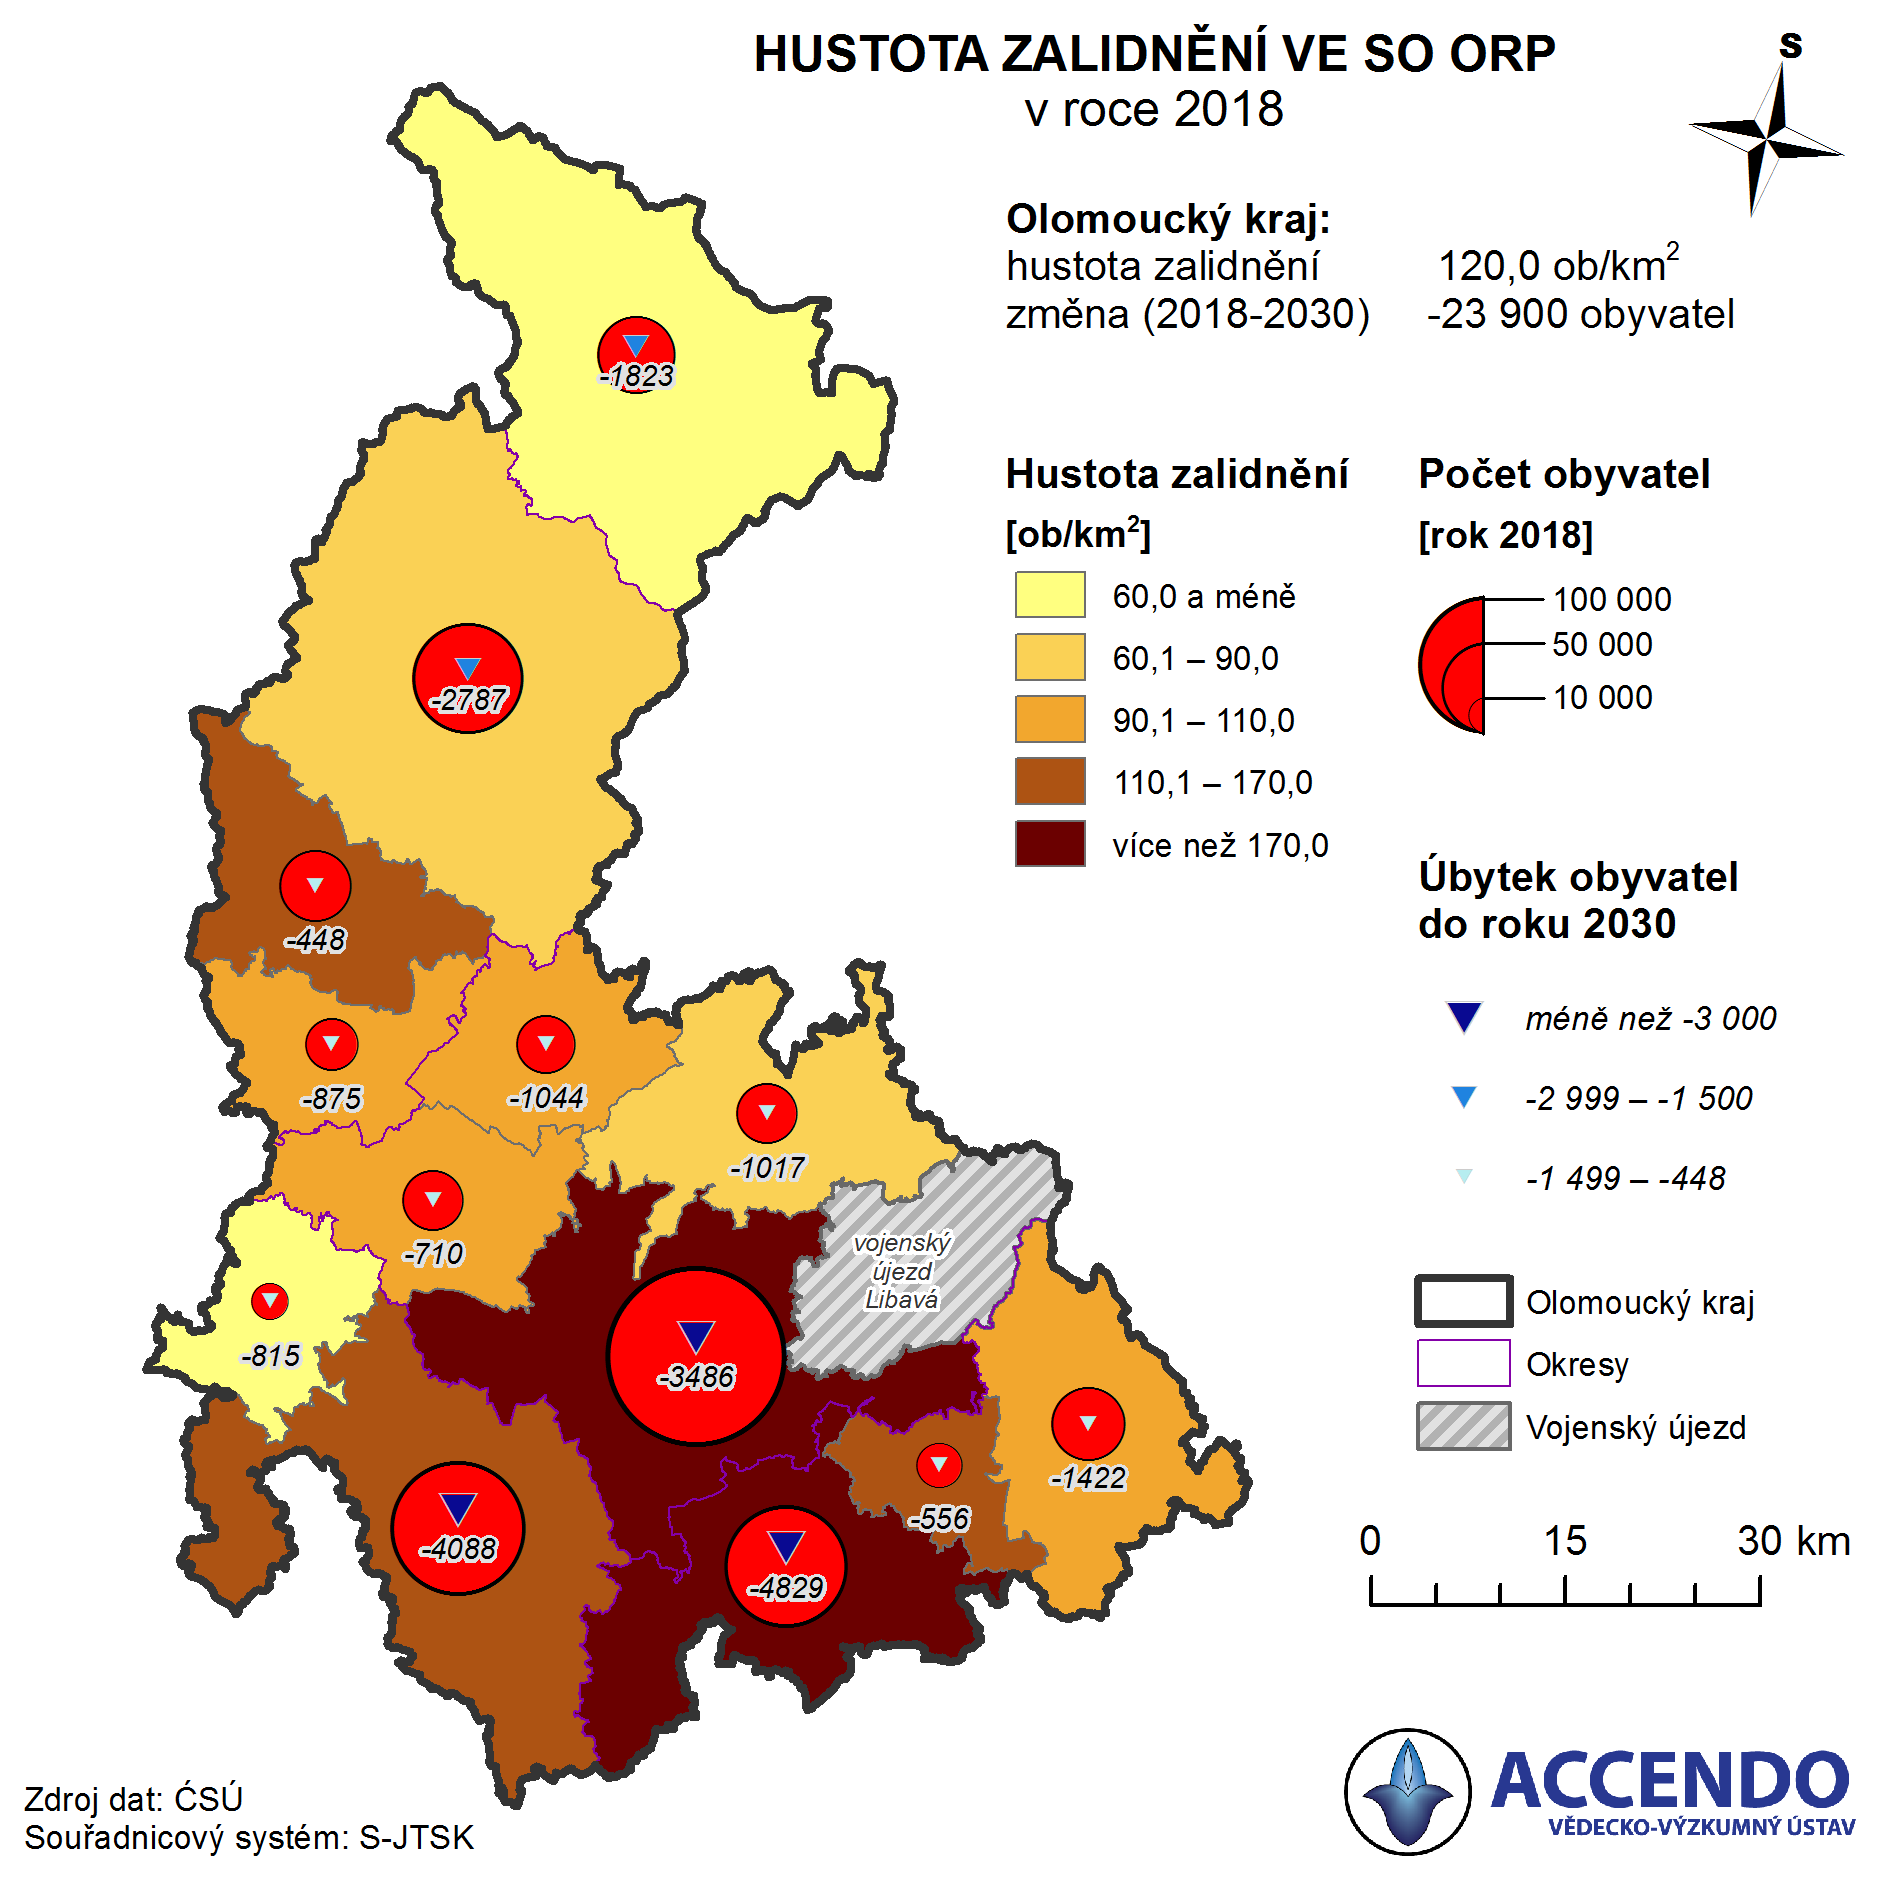 HUSTOTA ZALIDNĚNÍ VE SO ORP
v roce 2018
S
Olomoucký kraj:
hustota zalidnění 120,0 ob/km²
změna (2018-2030) -23 900 obyvatel
Hustota zalidnění
[ob/km²]
60,0 a méně
60,1 – 90,0
90,1 – 110,0
110,1 – 170,0
více než 170,0
Počet obyvatel
[rok 2018]
100 000
50 000
10 000
Úbytek obyvatel
do roku 2030
méně než -3 000
-2 999 – -1 500
-1 499 – -448
Olomoucký kraj
Okresy
Vojenský újezd
-1823
-2787
-448
-875
-1044
-1017
-710
vojenský
újezd
Libavá
-815
-3486
-1422
-556
-4088
-4829
0 15 30 km
Zdroj dat: ĆSÚ
Souřadnicový systém: S-JTSK
ACCENDO
VĚDECKO-VÝZKUMNÝ ÚSTAV